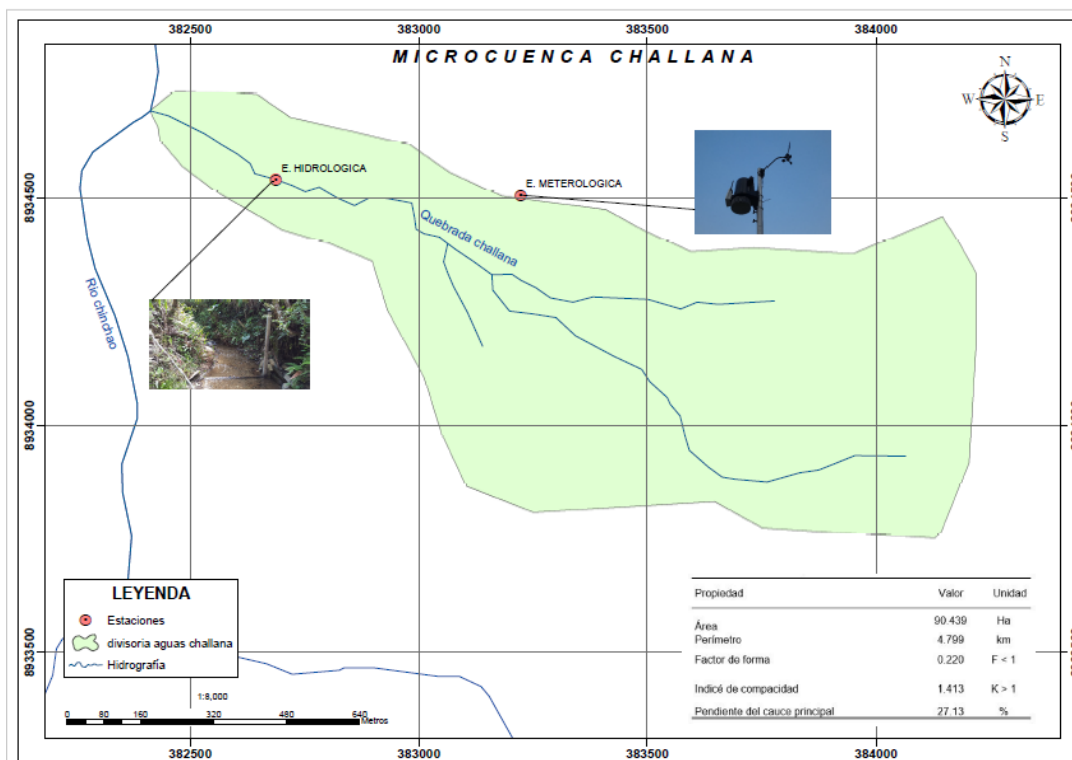 382500 383000 383500 384000
MICROCUENCA CHALLANA
N
W E
S
E. HIDROLOGICA
E. METEROLOGICA
8934500
Quebrada challana
Rio chinchao
8934000
LEYENDA
Estaciones
divisoria aguas challana
Hidrografía
8933500
1:8,000
0 80 160 320 480 640
Metros
Propiedad Valor Unidad
Área 90.439 Ha
Perímetro 4.799 km
Factor de forma 0.220 F < 1
Indicé de compacidad 1.413 K > 1
Pendiente del cauce principal 27.13 %
382500 383000 383500 384000